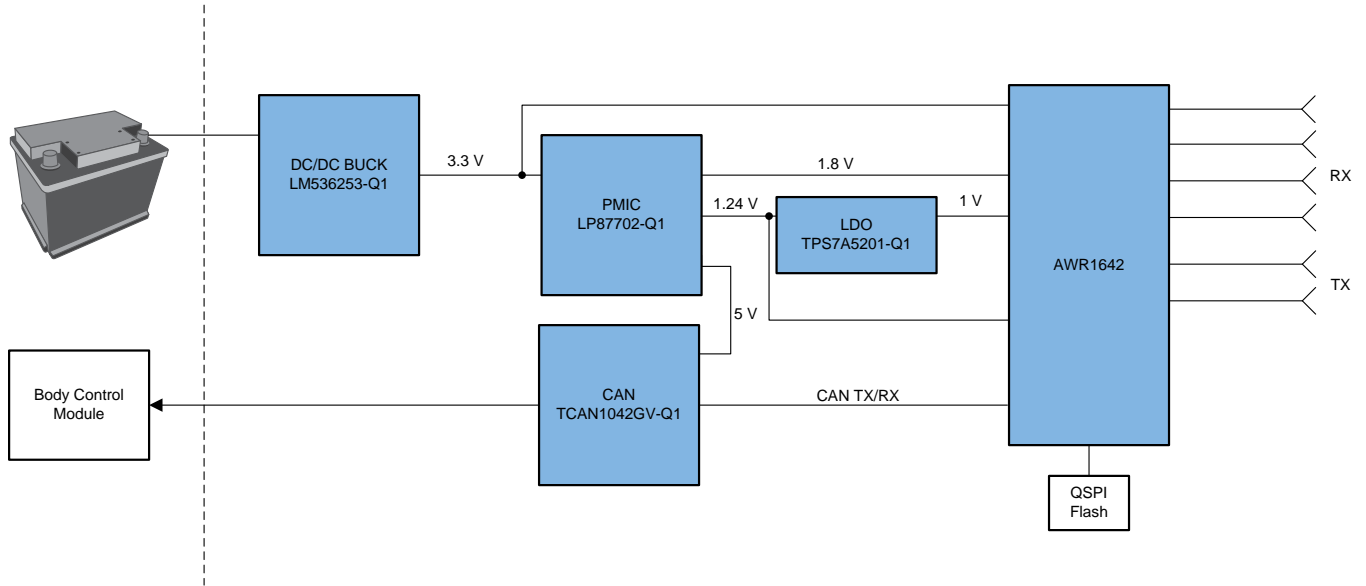 DC/DC BUCK
LM536253-Q1
3.3 V
PMIC
LP87702-Q1
1.8 V
1.24 V
LDO
TPS7A5201-Q1
1 V
AWR1642
RX
TX
5 V
Body Control
Module
CAN
TCAN1042GV-Q1
CAN TX/RX
QSPI
Flash